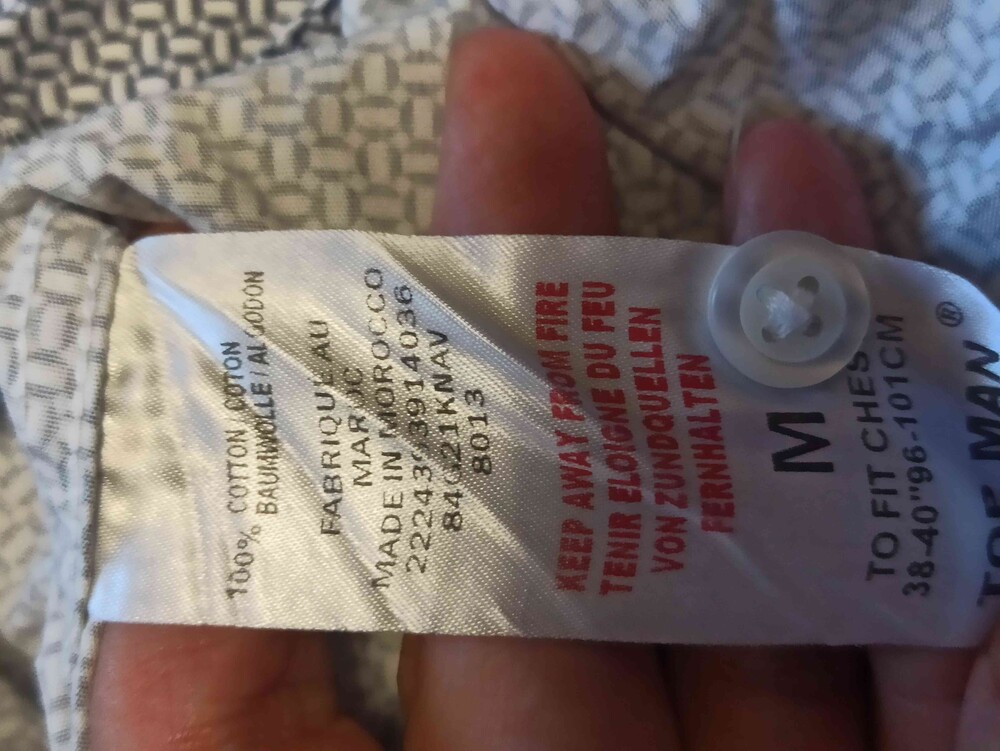 100% COTTON COTON
BAUMWOLLE / ALGODON
FABRIQUE AU
MAROC
MADE IN MOROCCO
84G21KNAV
8013
KEEP AWAY FROM FIRE
TENIR ELOIGNE DU FEU
VON ZUNDQUELLEN
FERNHALTEN
M
TO FIT CHES
38-40"96-101CM
®